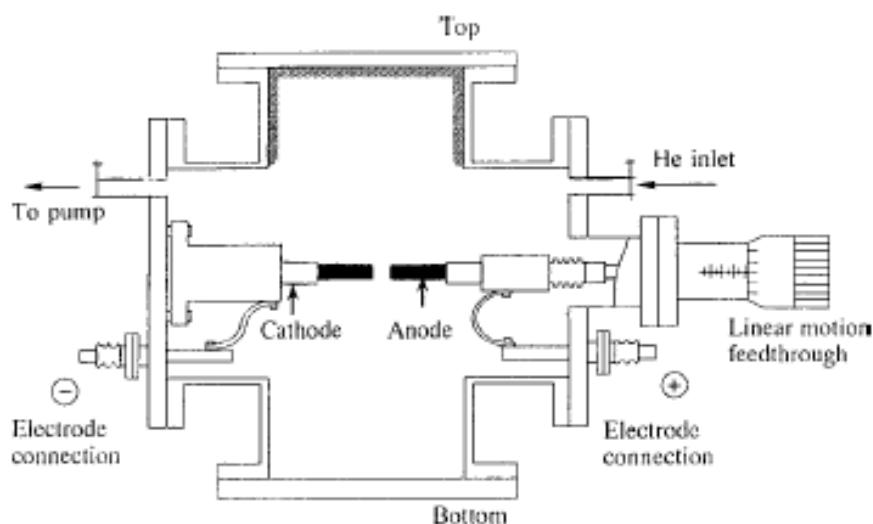 Top
He inlet
To pump
Cathode
Anode
Linear motion
feedthrough
−
+
Electrode
connection
Electrode
connection
Bottom